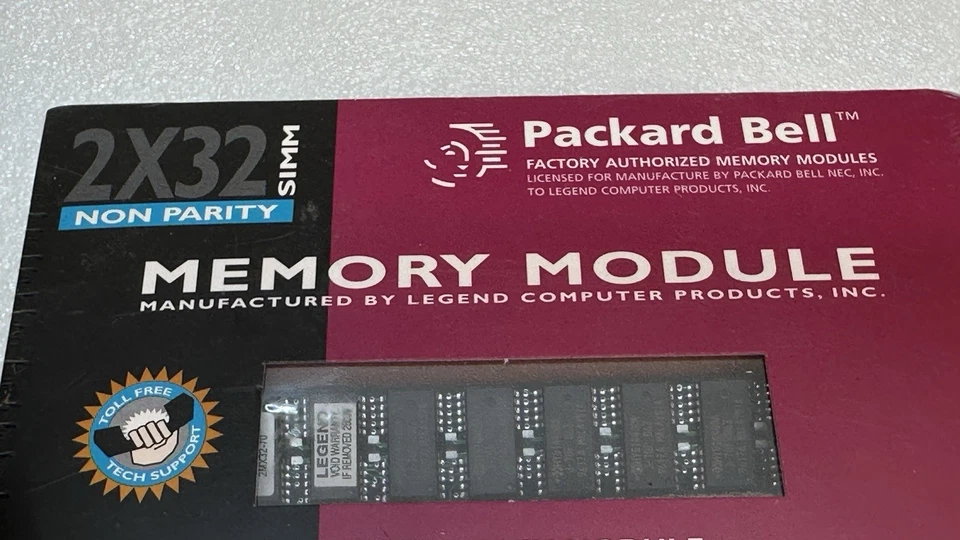 2X32
SIMM
NON PARITY
Packard Bell™
FACTORY AUTHORIZED MEMORY MODULES
LICENSED FOR MANUFACTURE BY PACKARD BELL NEC, INC.
TO LEGEND COMPUTER PRODUCTS, INC.
MEMORY MODULE
MANUFACTURED BY LEGEND COMPUTER PRODUCTS, INC.
TOLL FREE
TECH SUPPORT
2MX32-70
LEGEND
VOID WARRANTY
IF REMOVED